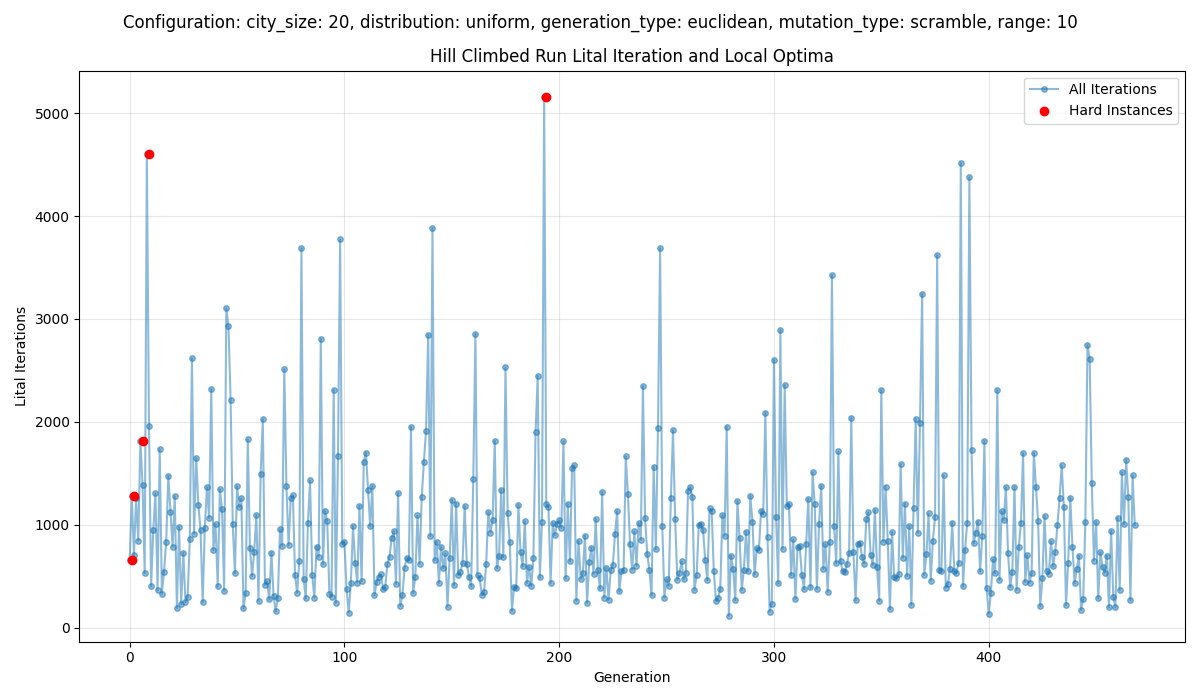 Configuration: city_size: 20, distribution: uniform, generation_type: euclidean, mutation_type: scramble, range: 10
Hill Climbed Run Lital Iteration and Local Optima
All Iterations
Hard Instances
Lital Iterations
5000
4000
3000
2000
1000
0
0 100 200 300 400
Generation